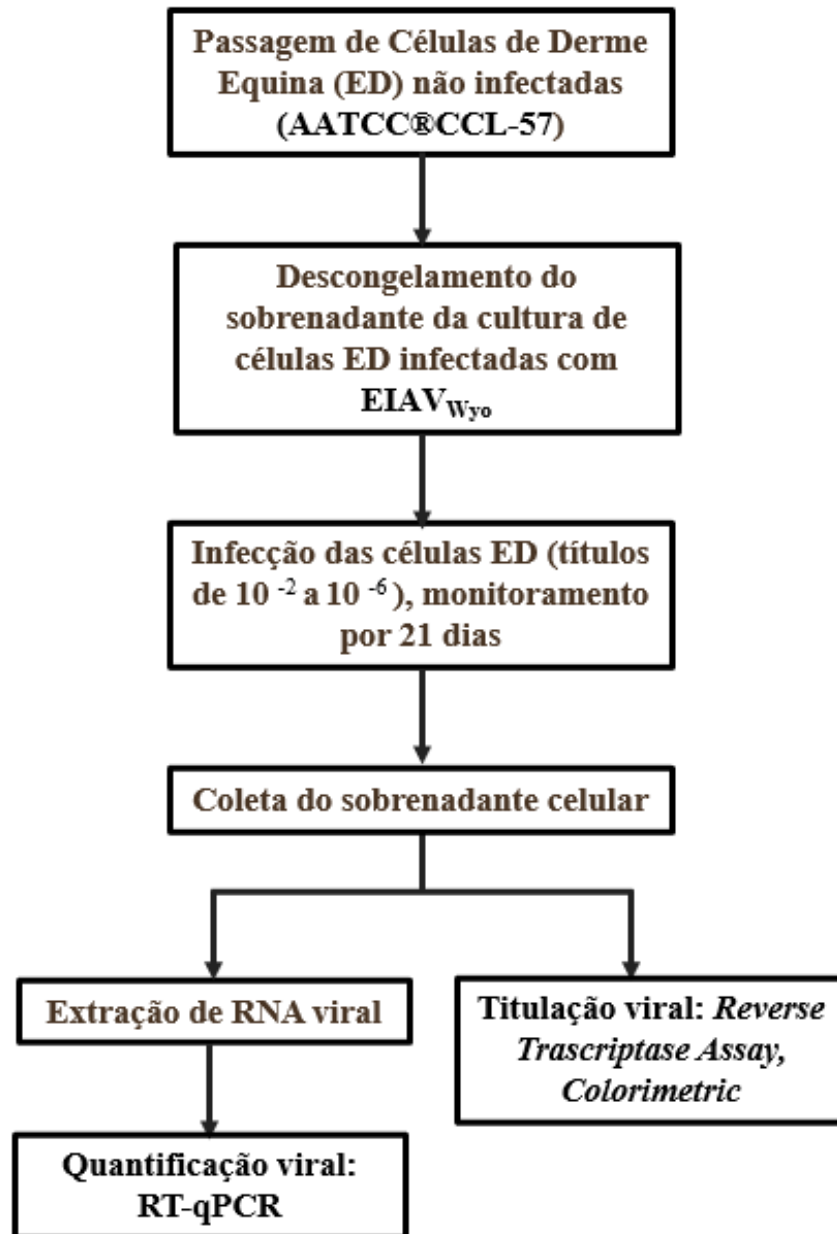 Passagem de Células de Derme
Equina (ED) não infectadas
(AATCC®CCL-57)
Descongelamento do
sobrenadante da cultura de
células ED infectadas com
EIAVWyo
Infecção das células ED (títulos
de 10 -2 a 10 -6 ), monitoramento
por 21 dias
Coleta do sobrenadante celular
Extração de RNA viral
Titulação viral: Reverse
Trascriptase Assay,
Colorimetric
Quantificação viral:
RT-qPCR